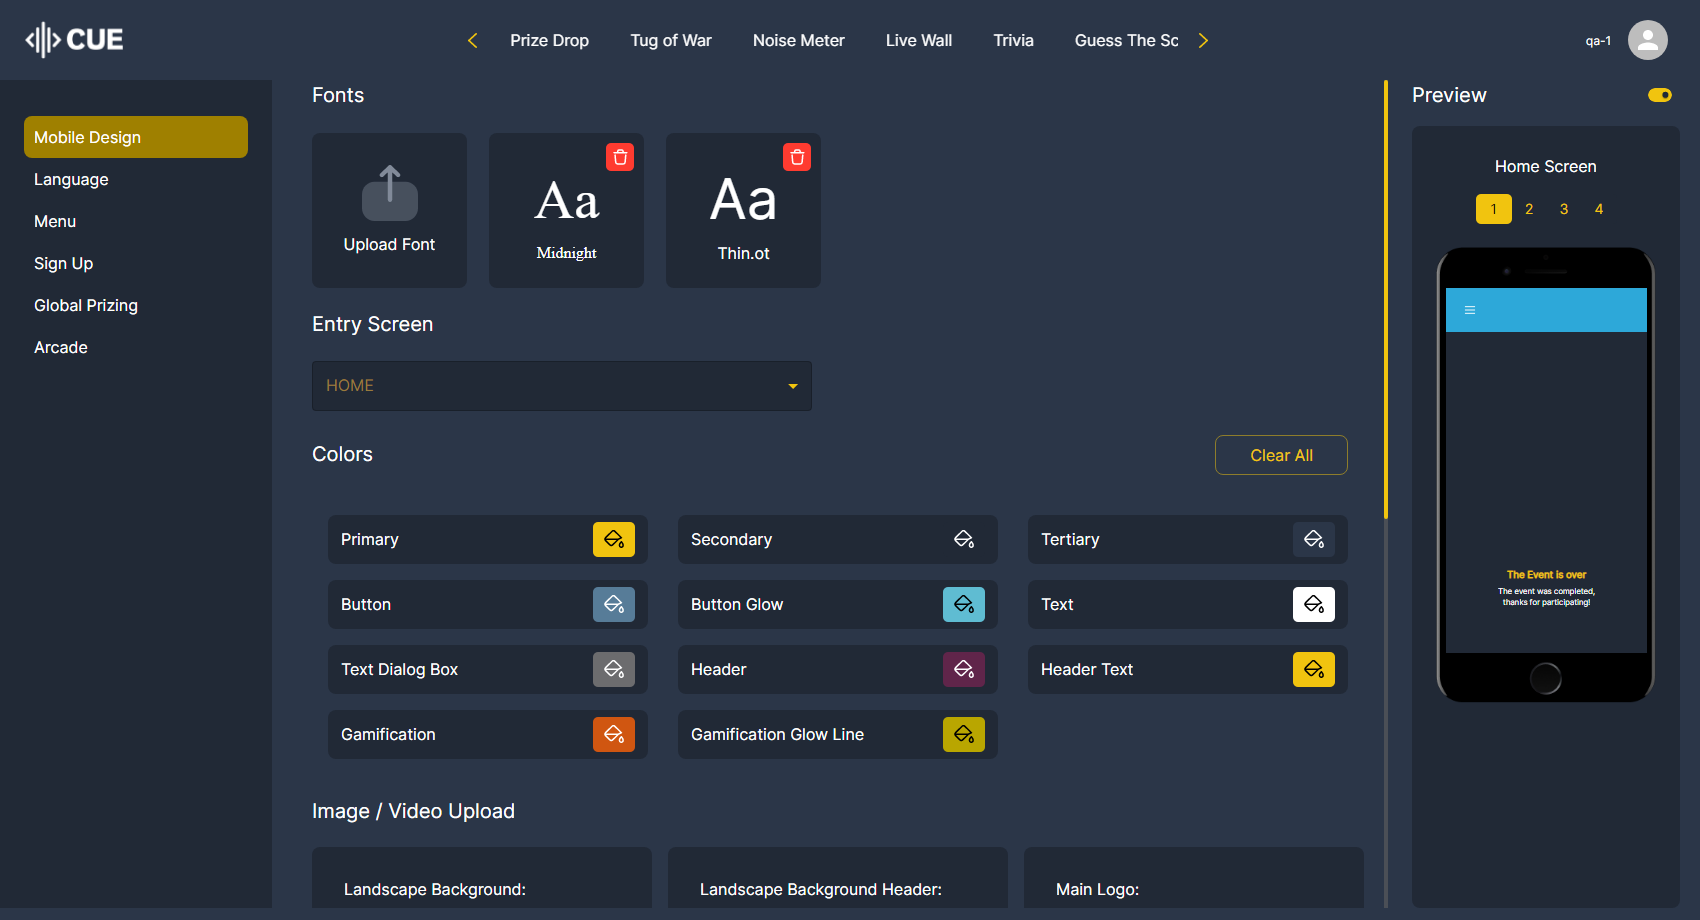 CUE
Prize Drop
Tug of War
Noise Meter
Live Wall
Trivia
Guess The Sc
qa-1
Mobile Design
Language
Menu
Sign Up
Global Prizing
Arcade
Fonts
Upload Font
Aa
Midnight
Aa
Thin.ot
Entry Screen
HOME
Colors
Clear All
Primary
Secondary
Tertiary
Button
Button Glow
Text
Text Dialog Box
Header
Header Text
Gamification
Gamification Glow Line
Image / Video Upload
Landscape Background:
Landscape Background Header:
Main Logo:
Preview
Home Screen
1 2 3 4
The Event is over
The event was completed,
thanks for participating!